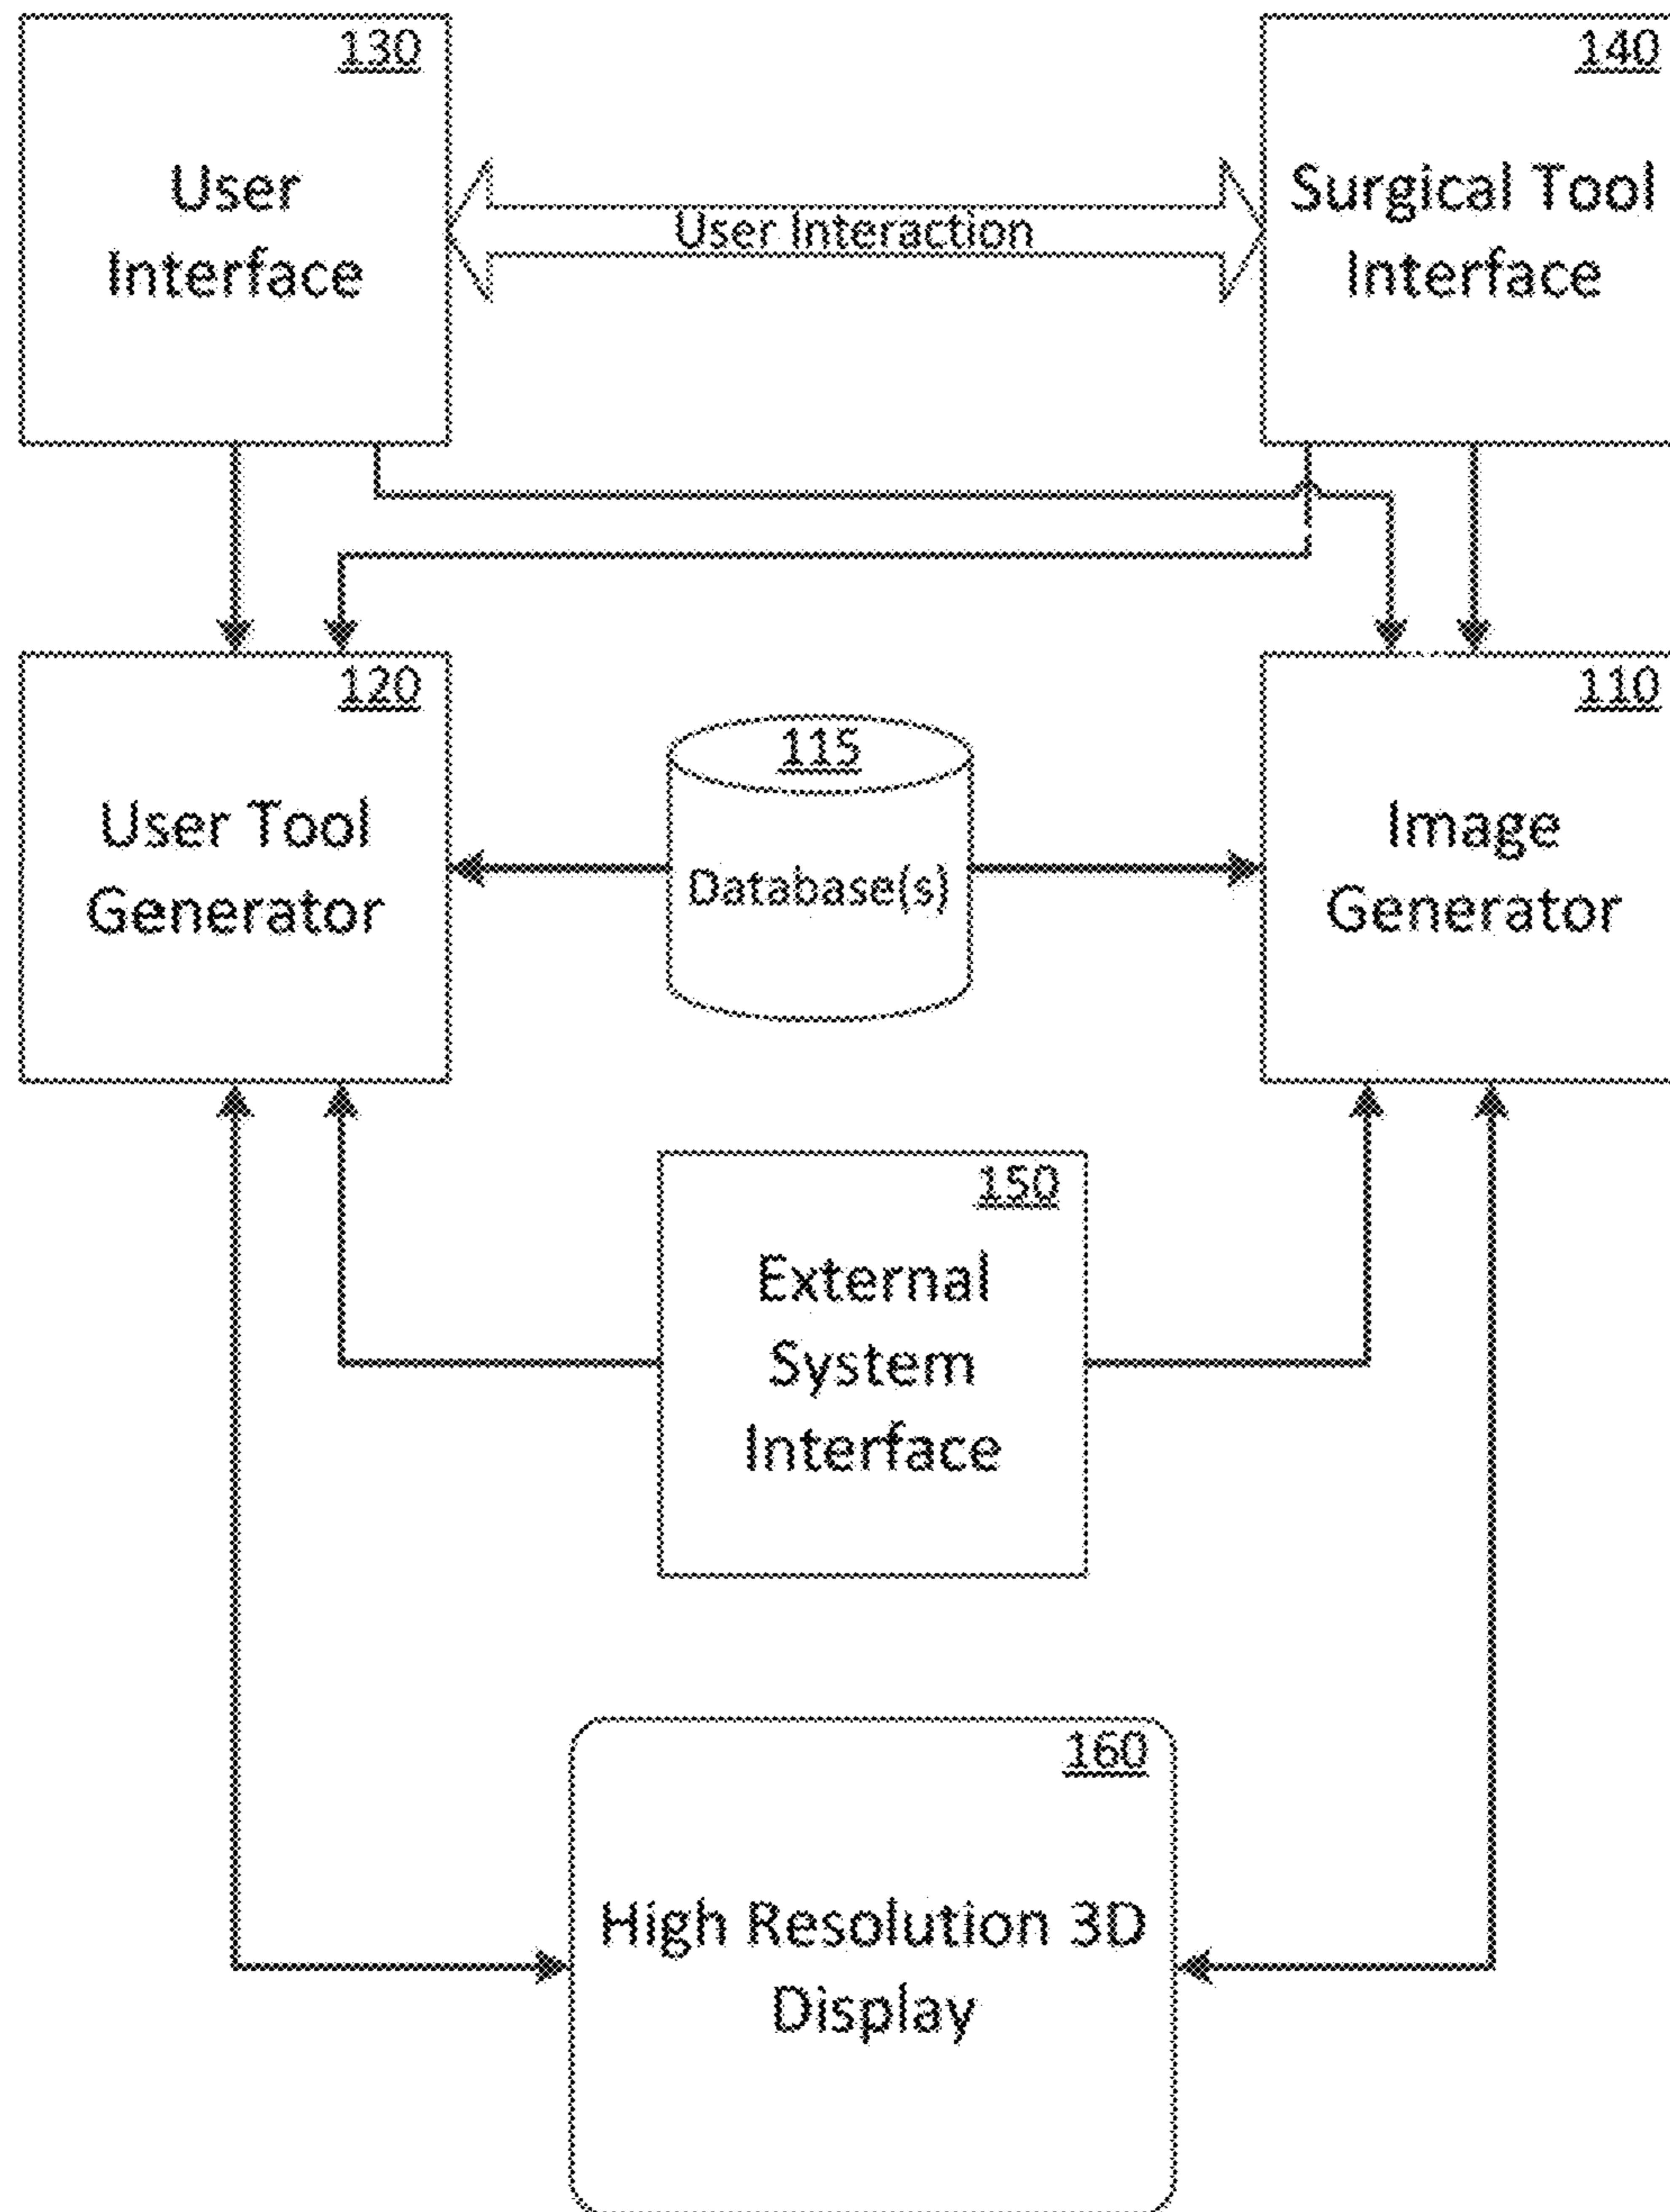 130
User
Interface
User Interaction
140
Surgical Tool
Interface
120
User Tool
Generator
115
Database(s)
110
Image
Generator
150
External
System
Interface
160
High Resolution 3D
Display